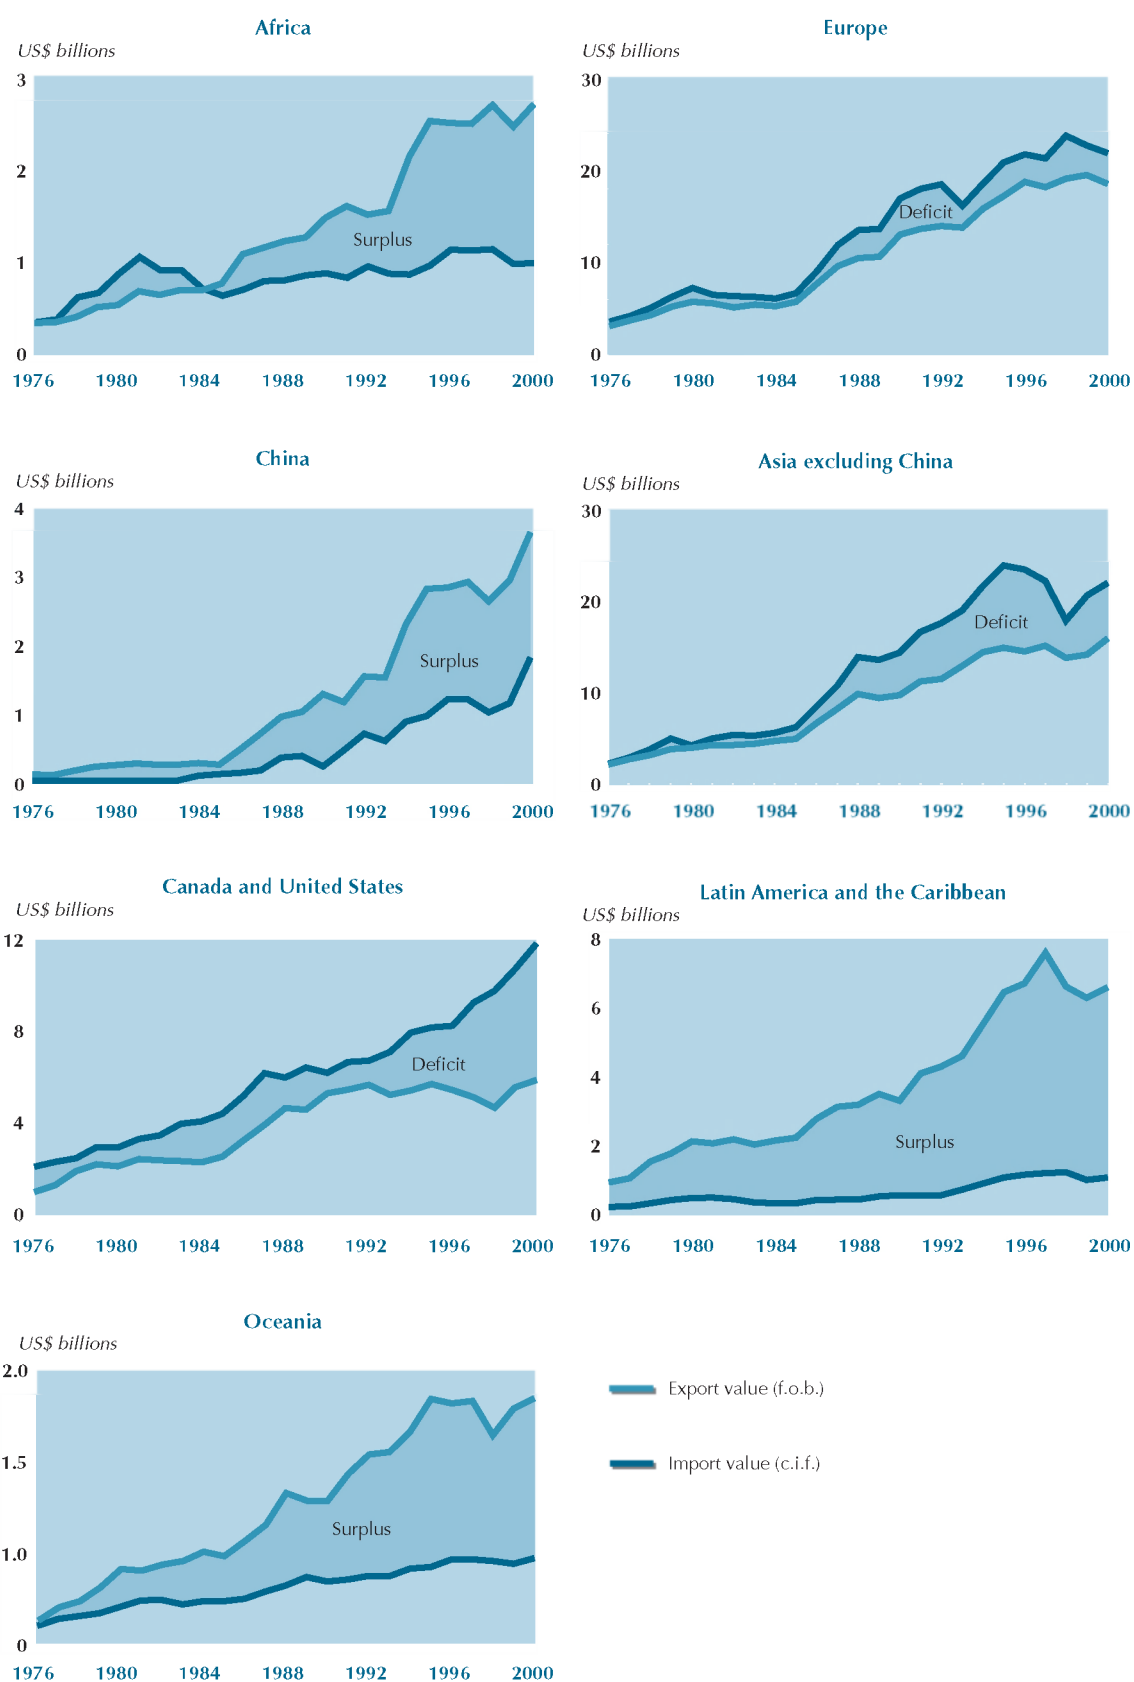 Africa
US$ billions
3
2
1
0
Surplus
1976 1980 1984 1988 1992 1996 2000
Europe
US$ billions
30
20
10
0
Deficit
1976 1980 1984 1988 1992 1996 2000
China
US$ billions
4
3
2
1
0
Surplus
1976 1980 1984 1988 1992 1996 2000
Asia excluding China
US$ billions
30
20
10
0
Deficit
1976 1980 1984 1988 1992 1996 2000
Canada and United States
US$ billions
12
8
4
0
Deficit
1976 1980 1984 1988 1992 1996 2000
Latin America and the Caribbean
US$ billions
8
6
4
2
0
Surplus
1976 1980 1984 1988 1992 1996 2000
Oceania
US$ billions
2.0
1.5
1.0
0
Surplus
1976 1980 1984 1988 1992 1996 2000
Export value (f.o.b.)
Import value (c.i.f.)